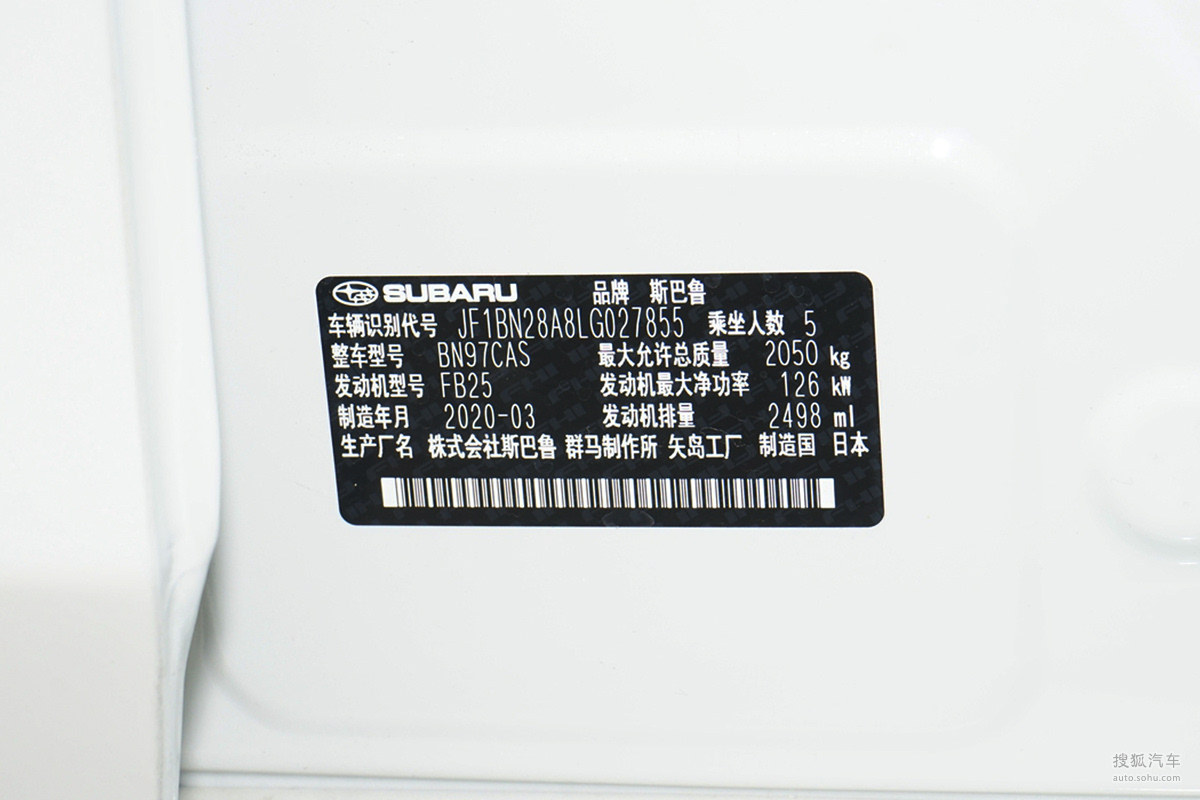 SUBARU 品牌 斯巴鲁
车辆识别代号 JF1BN28A8LG027855 乘坐人数 5
整车型号 BN97CAS 最大允许总质量 2050 kg
发动机型号 FB25 发动机最大净功率 126 kW
制造年月 2020-03 发动机排量 2498 ml
生产厂名 株式会社斯巴鲁 群马制作所 矢岛工厂 制造国 日本
搜狐汽车
auto.sohu.com